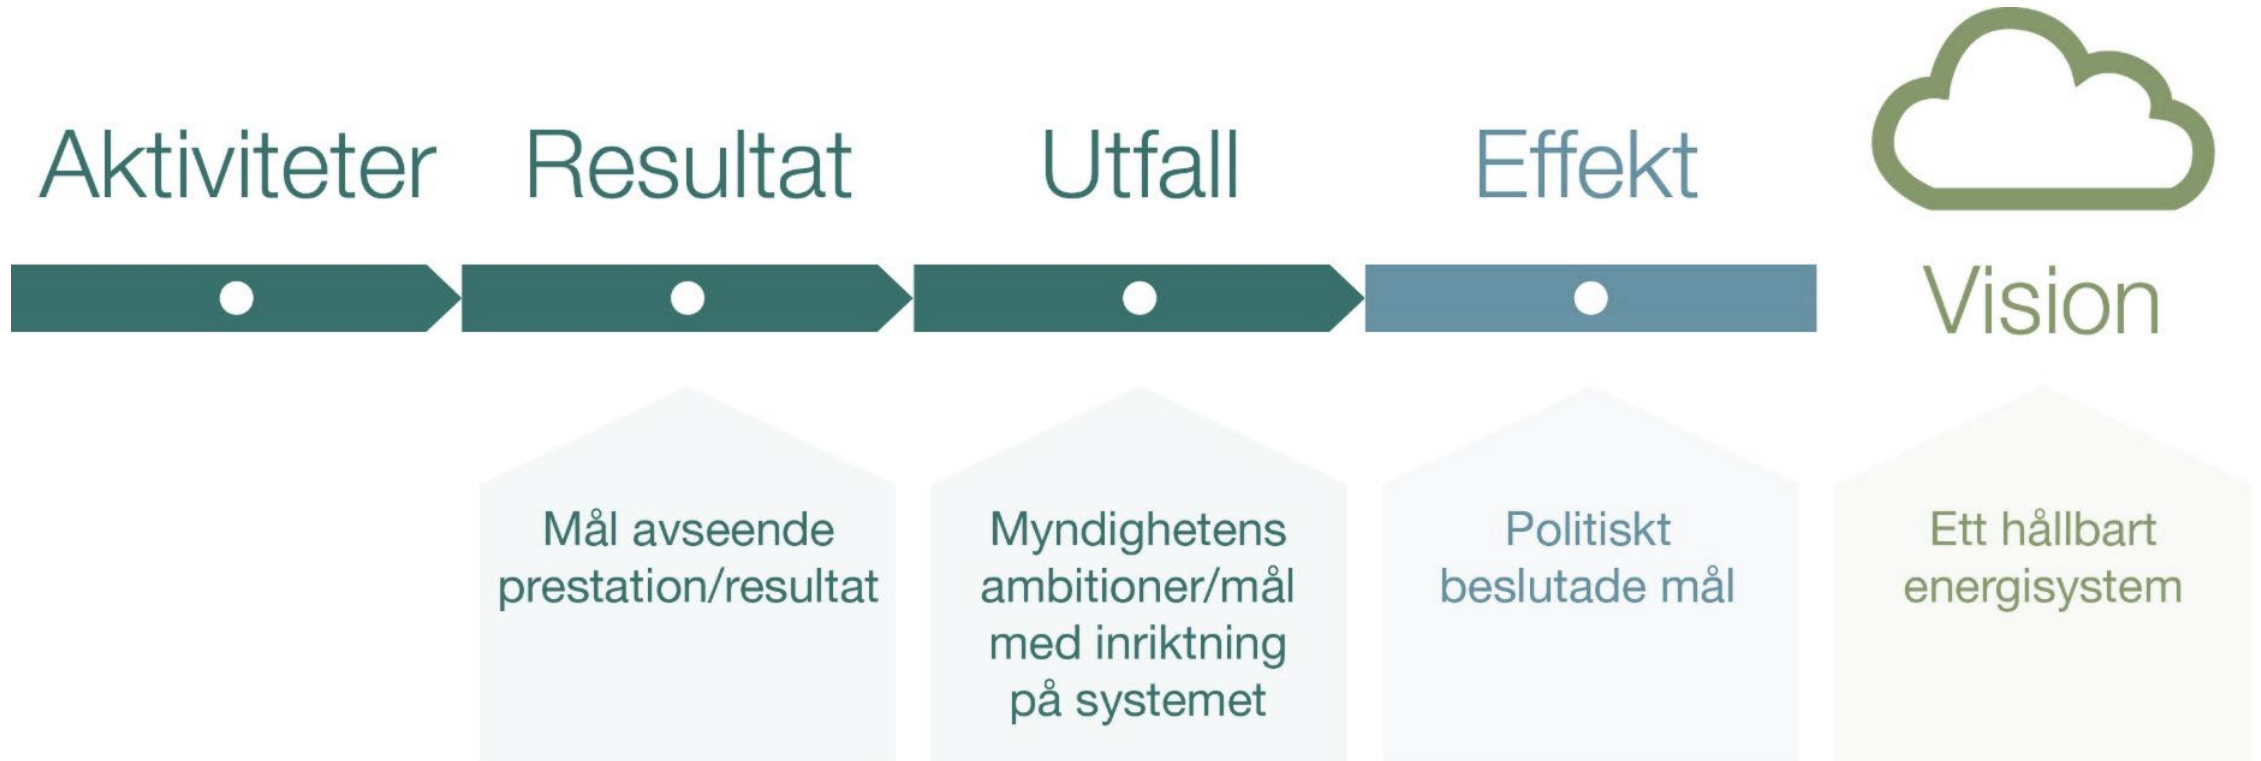 Aktiviteter
Resultat
Utfall
Effekt
Vision
Mål avseende
prestation/resultat
Myndighetens
ambitioner/mål
med inriktning
på systemet
Politiskt
beslutade mål
Ett hållbart
energisystem